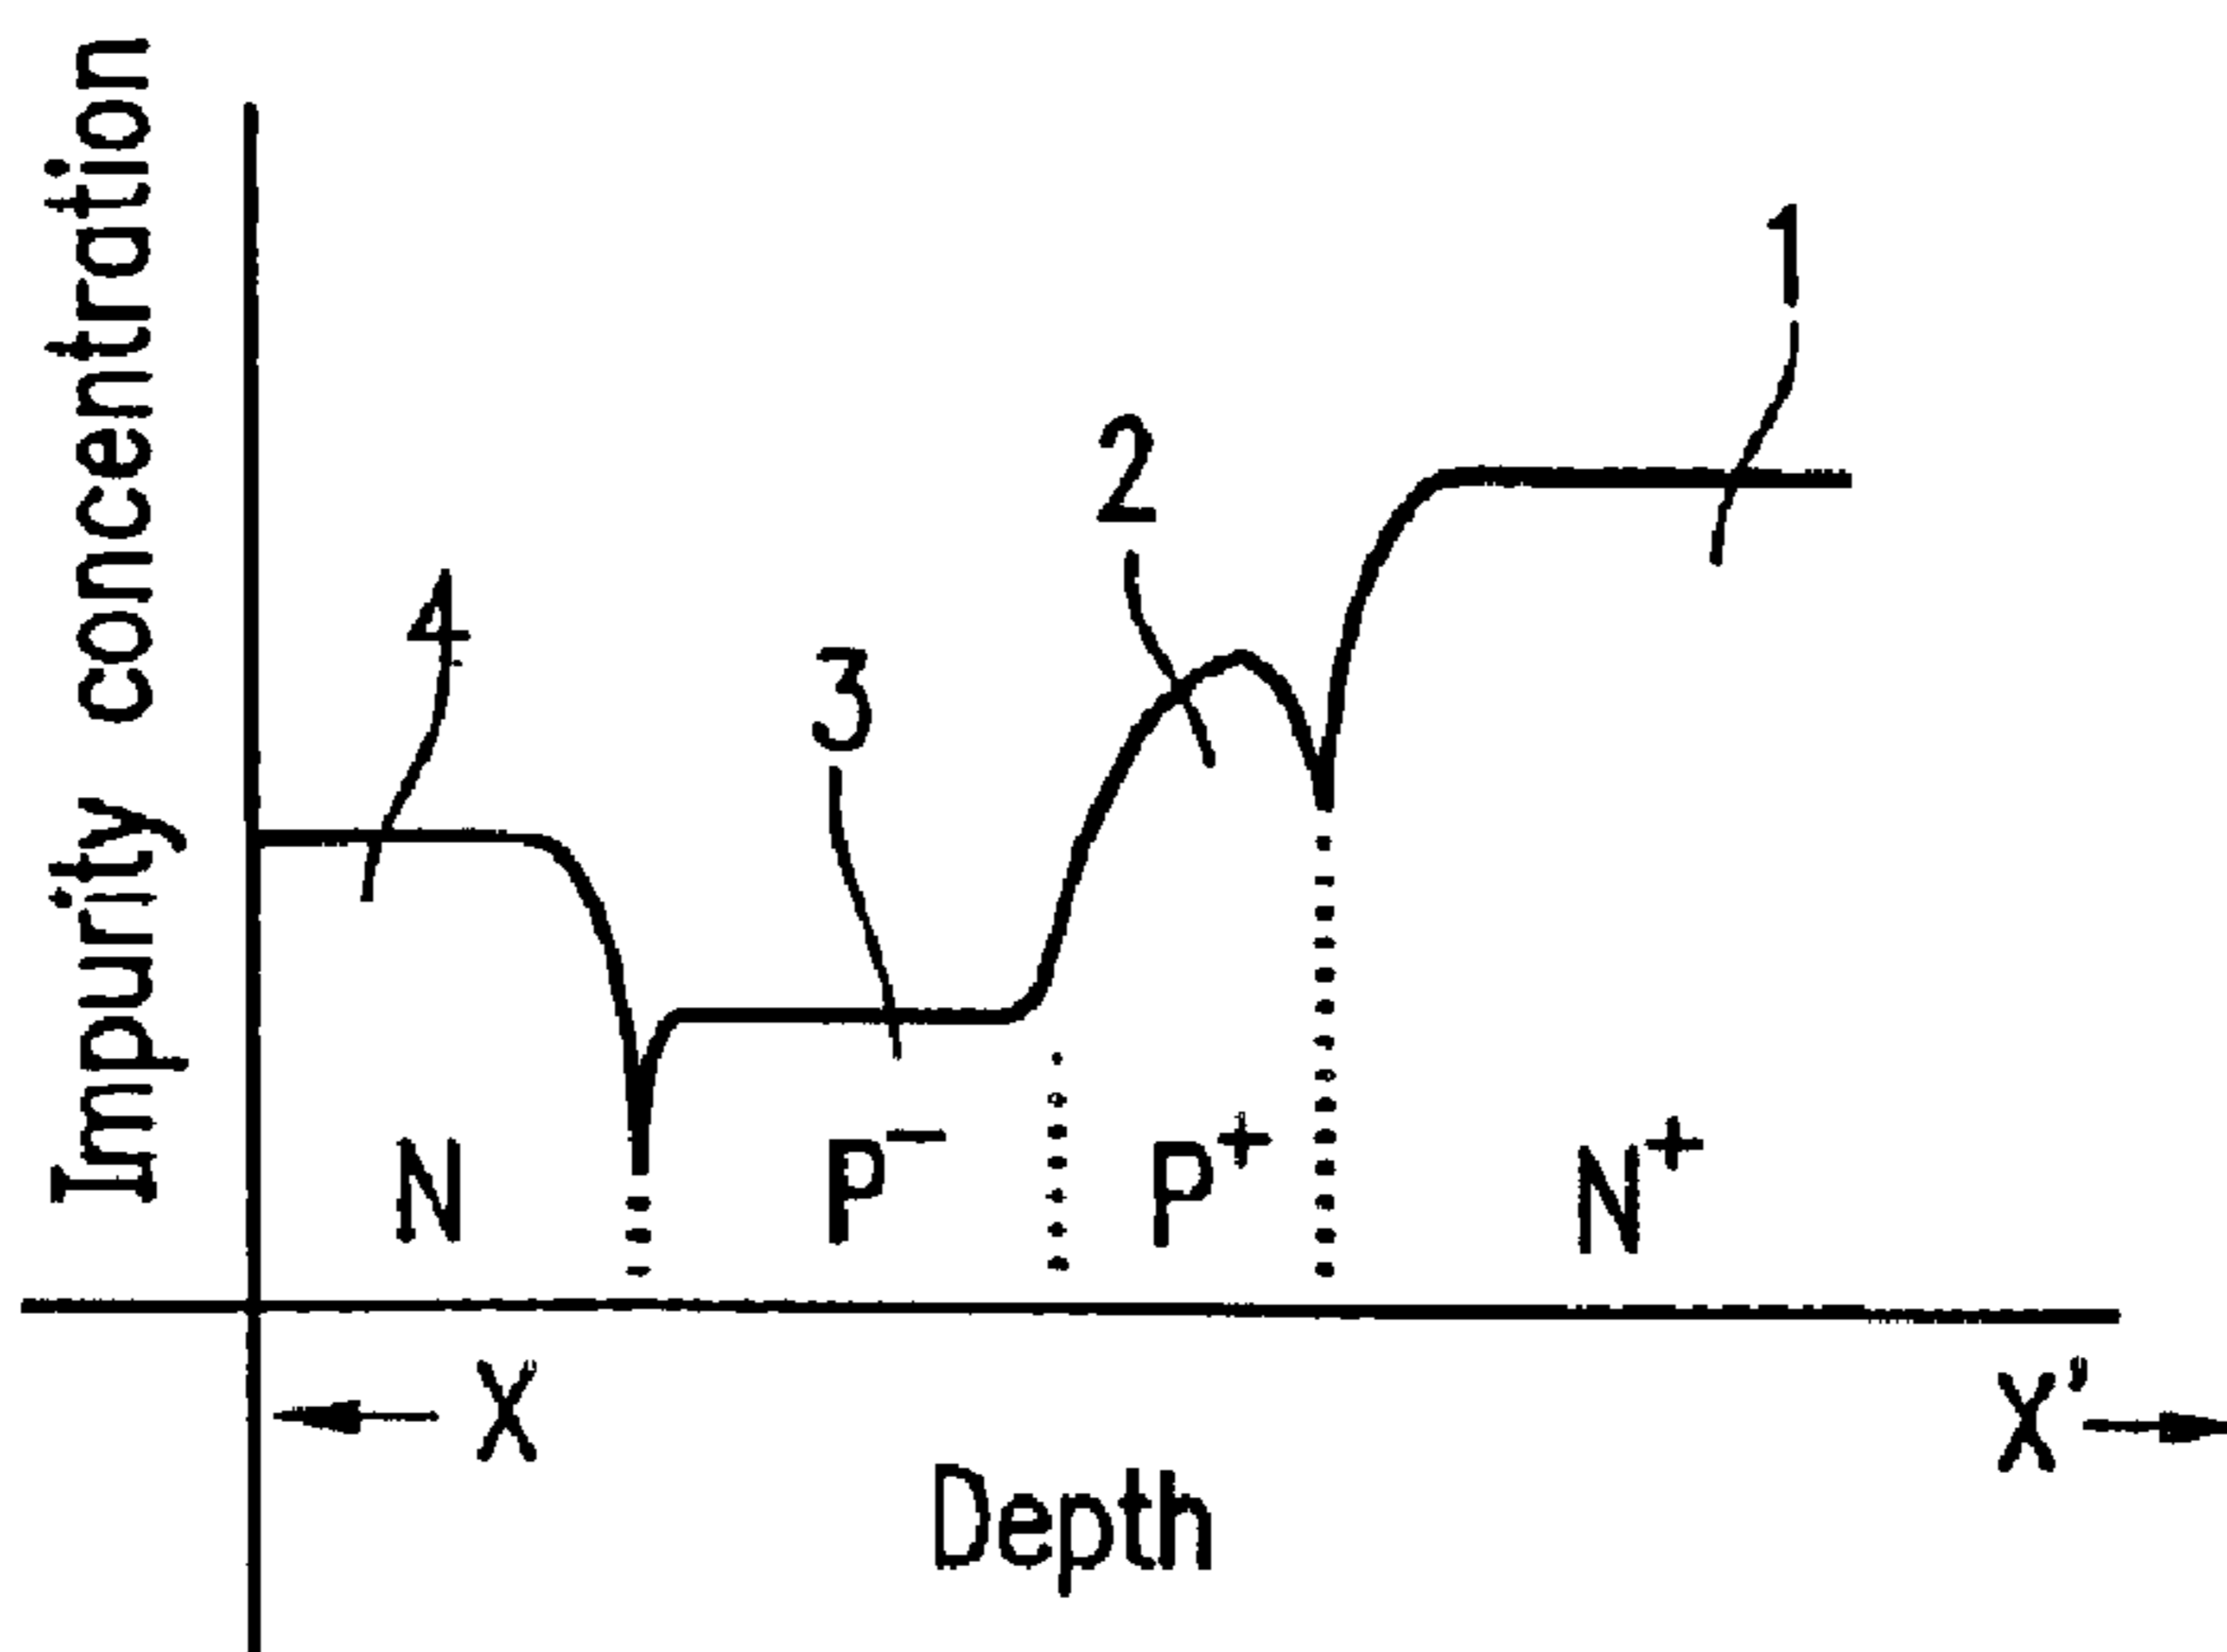 Impurity concentration
1
2
4
3
N
P⁻
P⁺
N⁺
X
X'
Depth